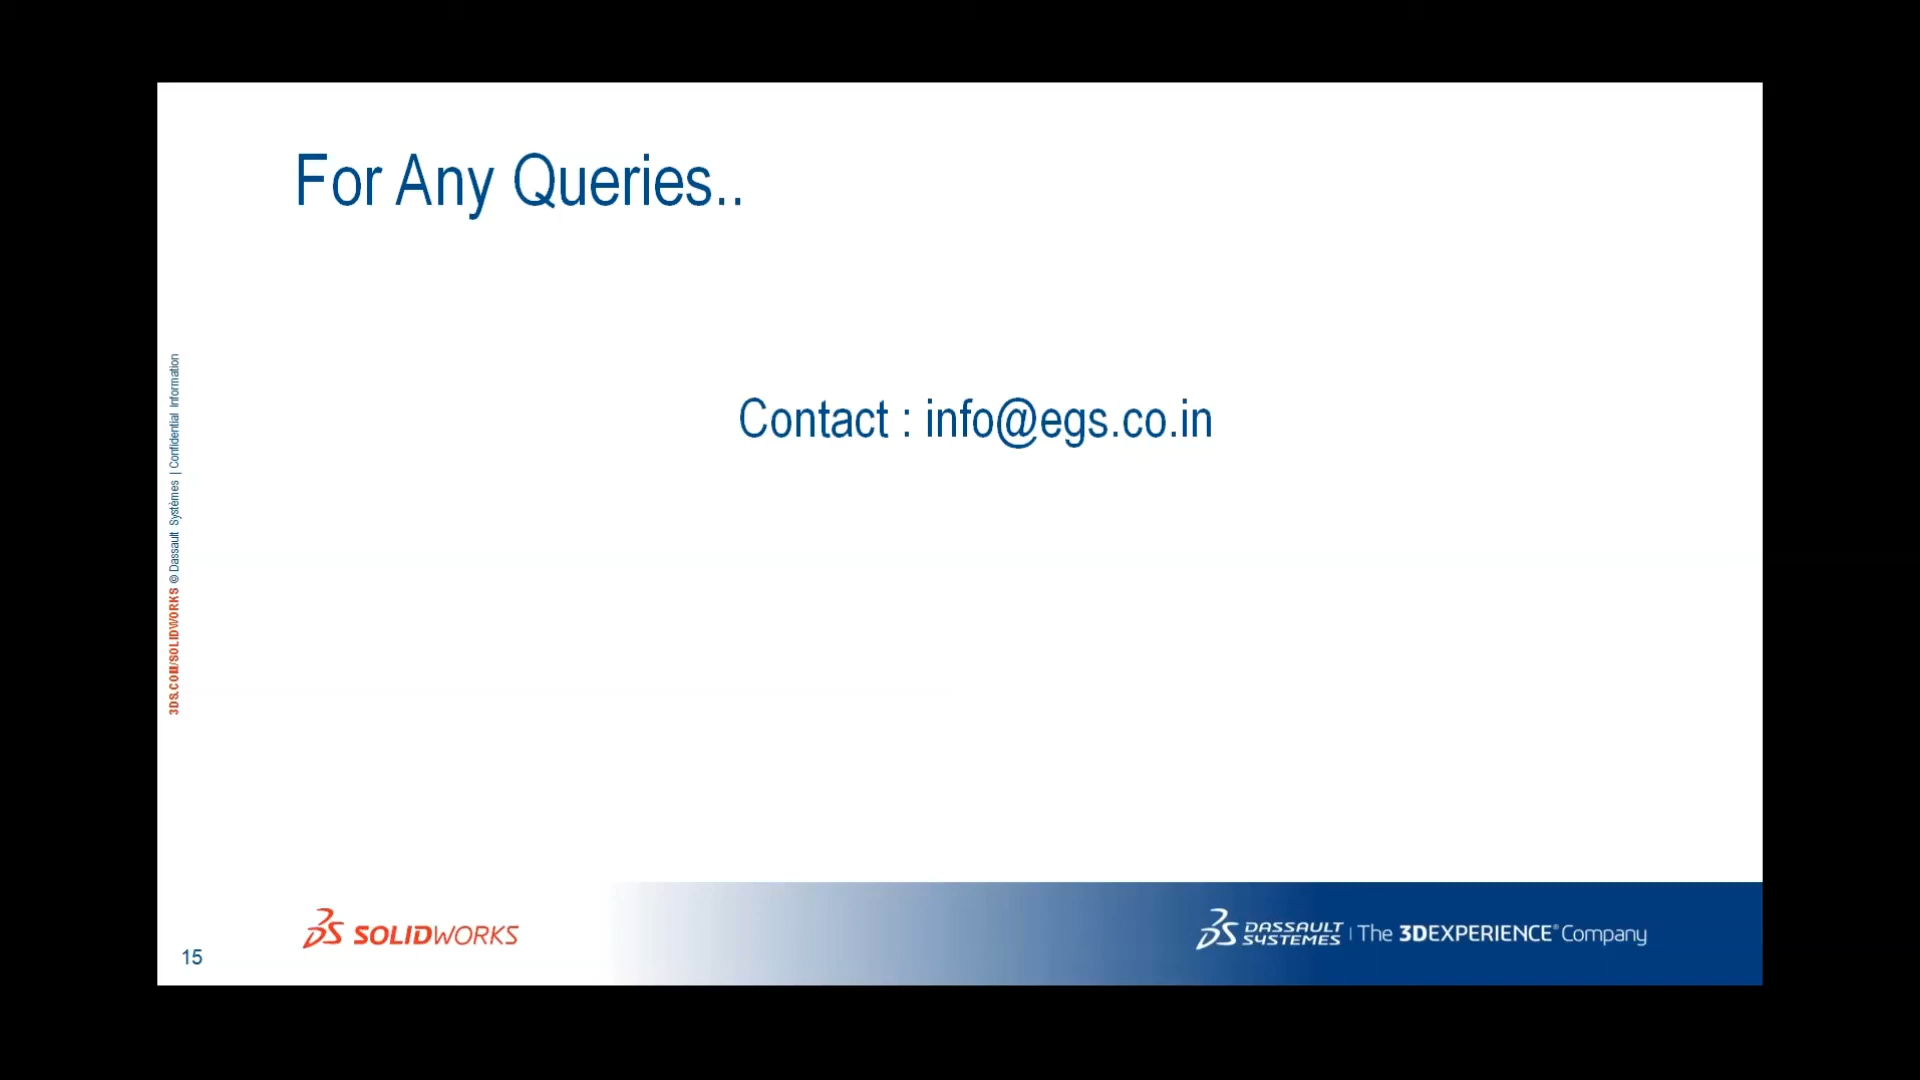 For Any Queries..
Contact : info@egs.co.in
3DS.COM/SOLIDWORKS © Dassault Systèmes | Confidential Information
15
SOLIDWORKS
DASSAULT SYSTEMES | The 3DEXPERIENCE® Company